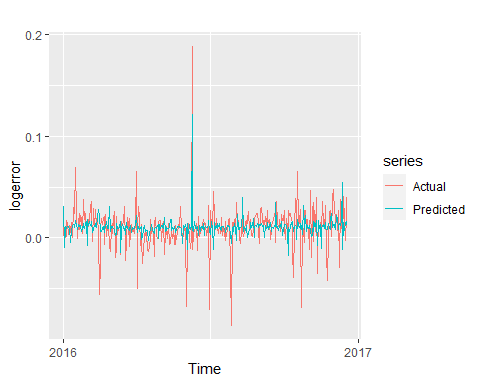 0.2
0.1
0.0
logerror
2016
2017
Time
series
Actual
Predicted